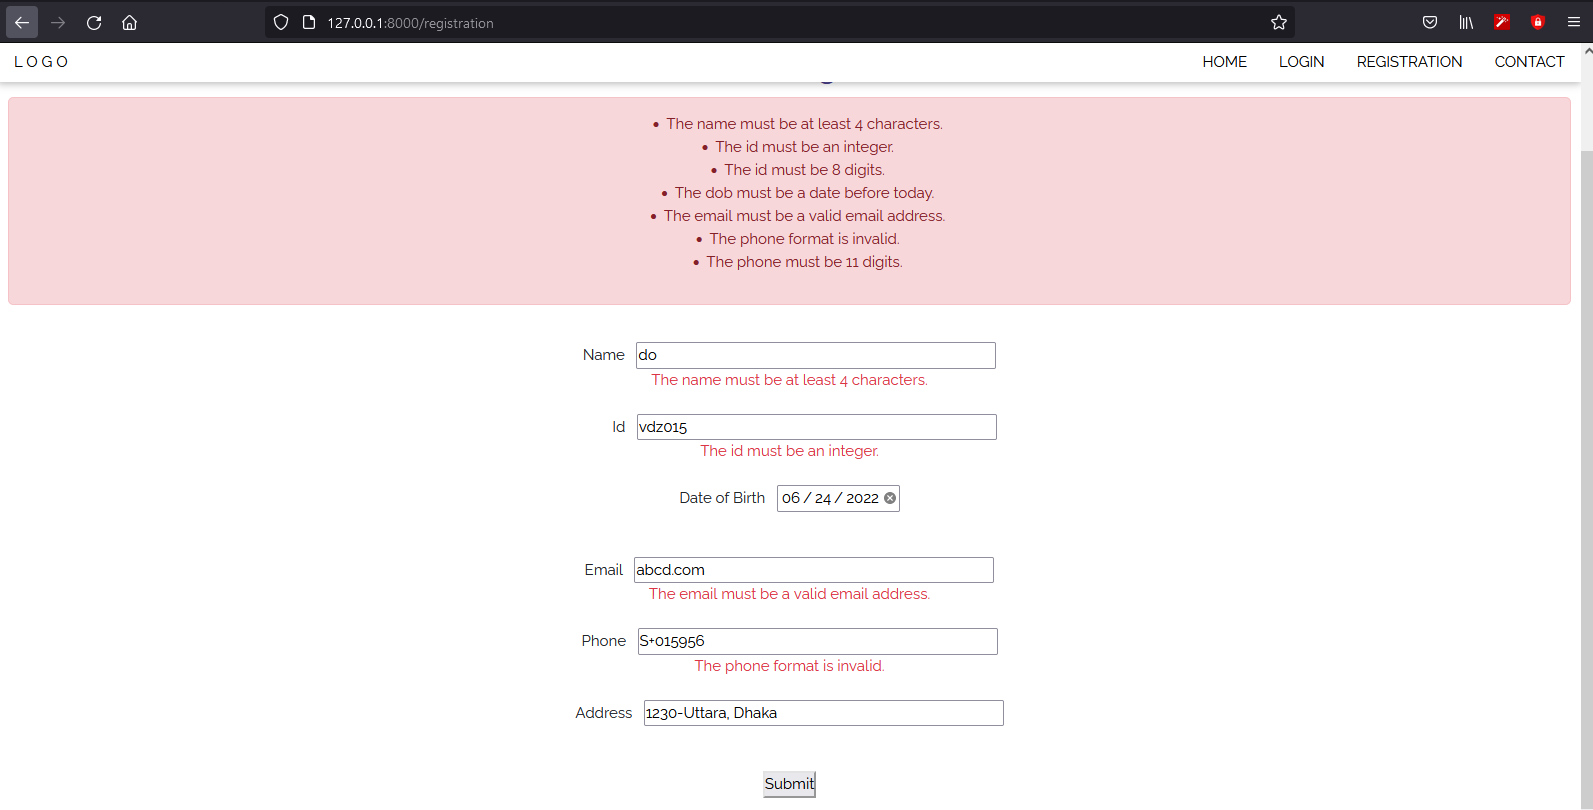 127.0.0.1:8000/registration
LOGO
HOME LOGIN REGISTRATION CONTACT
• The name must be at least 4 characters.
• The id must be an integer.
• The id must be 8 digits.
• The dob must be a date before today.
• The email must be a valid email address.
• The phone format is invalid.
• The phone must be 11 digits.
Name do
The name must be at least 4 characters.
Id vdz015
The id must be an integer.
Date of Birth 06 / 24 / 2022
Email abcd.com
The email must be a valid email address.
Phone S+015956
The phone format is invalid.
Address 1230-Uttara, Dhaka
Submit